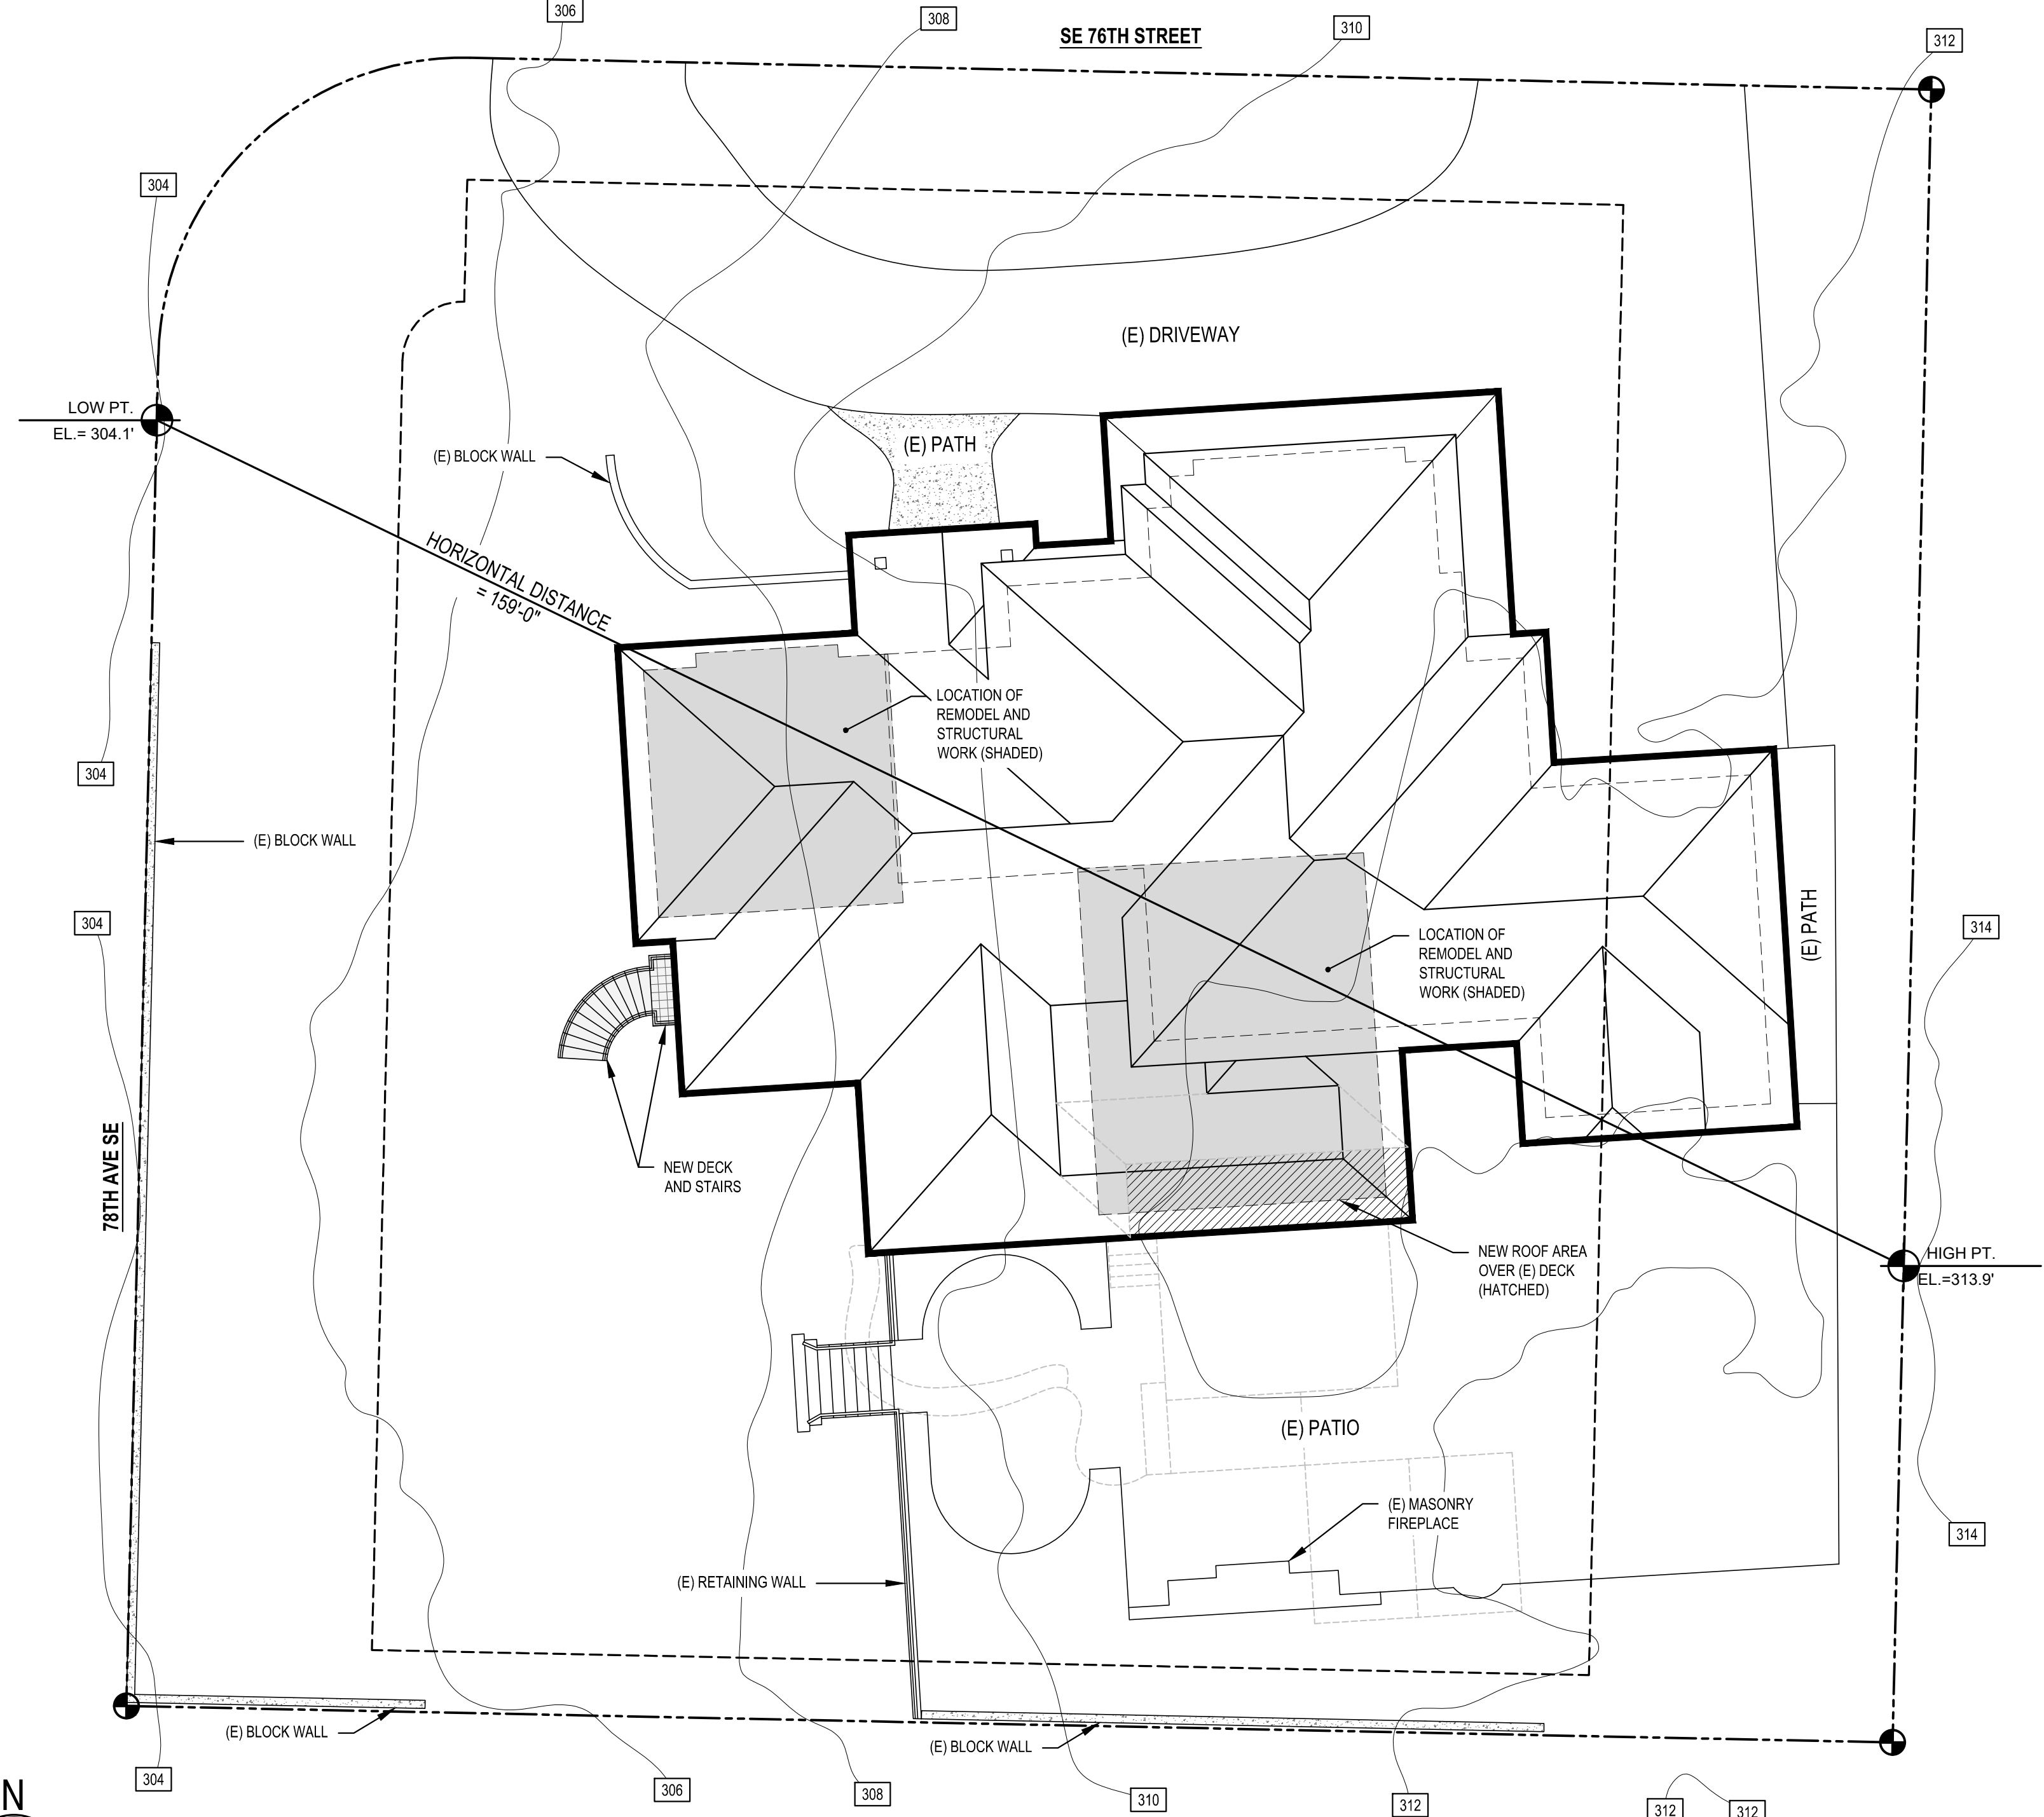 306
308
SE 76TH STREET
310
312
304
(E) DRIVEWAY
LOW PT.
EL.= 304.1'
(E) BLOCK WALL
(E) PATH
HORIZONTAL DISTANCE
= 159'-0"
LOCATION OF
REMODEL AND
STRUCTURAL
WORK (SHADED)
304
(E) BLOCK WALL
304
LOCATION OF
REMODEL AND
STRUCTURAL
WORK (SHADED)
(E) PATH
314
78TH AVE SE
NEW DECK
AND STAIRS
NEW ROOF AREA
OVER (E) DECK
(HATCHED)
HIGH PT.
EL.=313.9'
(E) PATIO
(E) MASONRY
FIREPLACE
314
(E) RETAINING WALL
(E) BLOCK WALL
(E) BLOCK WALL
304
306
308
310
312
312
312
N